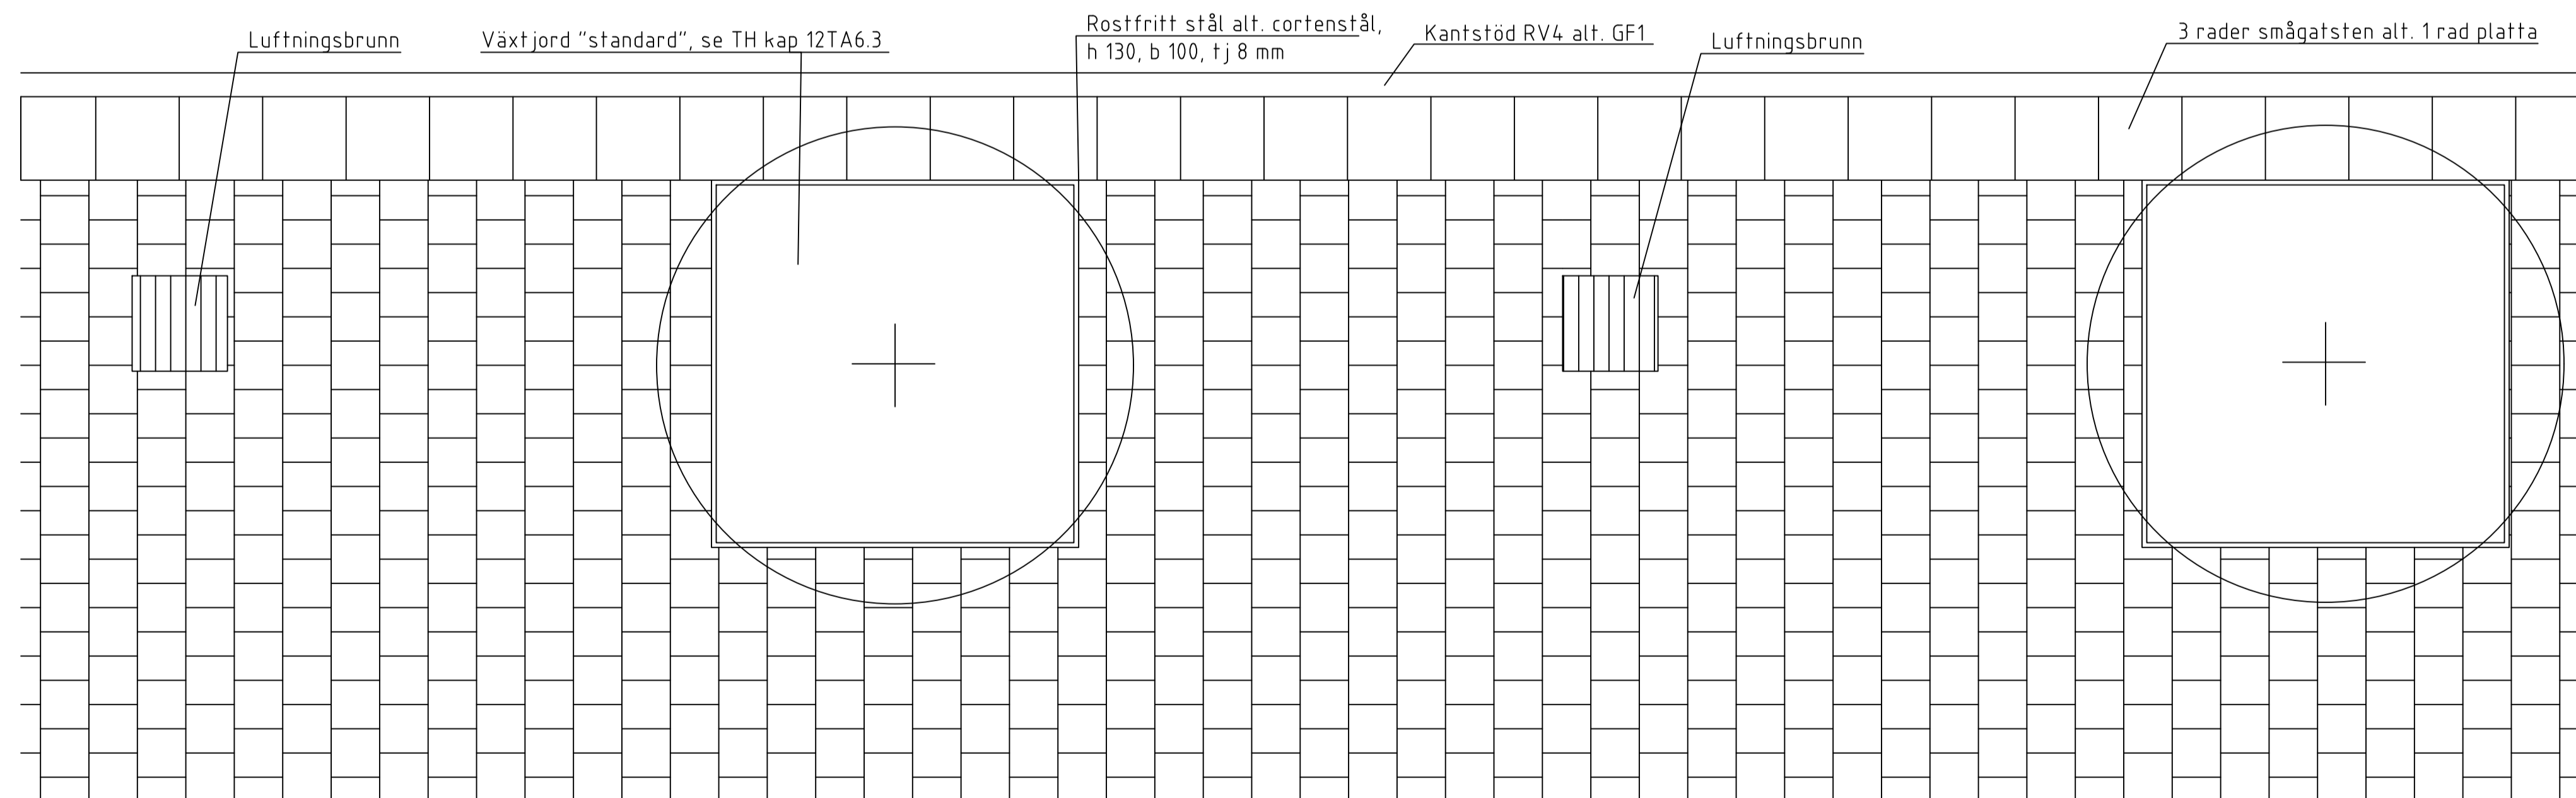 Luftningsbrunn
Växtjord "standard", se TH kap 12TA6.3
Rostfritt stål alt. cortenstål,
h 130, b 100, tj 8 mm
Kantstöd RV4 alt. GF1
Luftningsbrunn
3 rader smågatsten alt. 1 rad platta